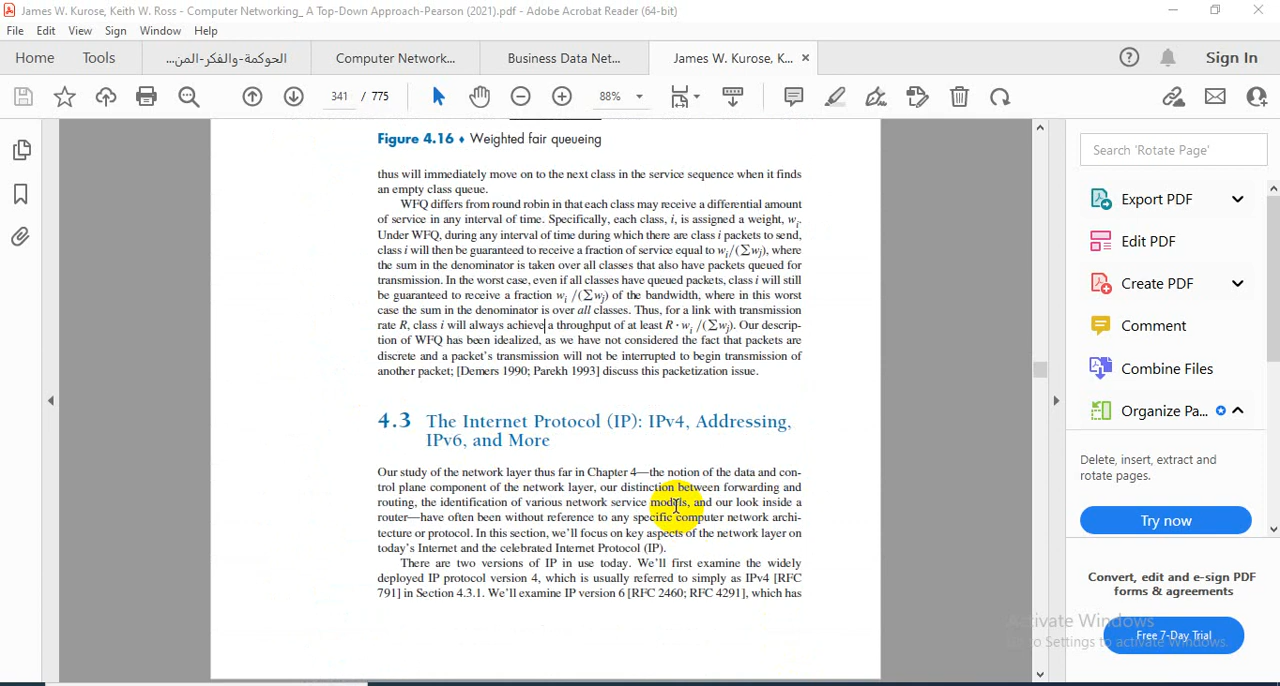 James W. Kurose, Keith W. Ross - Computer Networking_ A Top-Down Approach-Pearson (2021).pdf - Adobe Acrobat Reader (64-bit)
File Edit View Sign Window Help
Home Tools الحوكمة-والفكر-المن... Computer Network... Business Data Net... James W. Kurose, K... ×
Sign In
341 / 775 88%
Figure 4.16 ♦ Weighted fair queueing
thus will immediately move on to the next class in the service sequence when it finds
an empty class queue.
WFQ differs from round robin in that each class may receive a differential amount
of service in any interval of time. Specifically, each class, i, is assigned a weight, wi.
Under WFQ, during any interval of time during which there are class i packets to send,
class i will then be guaranteed to receive a fraction of service equal to wi/(∑wj), where
the sum in the denominator is taken over all classes that also have packets queued for
transmission. In the worst case, even if all classes have queued packets, class i will still
be guaranteed to receive a fraction wi /(∑wj) of the bandwidth, where in this worst
case the sum in the denominator is over all classes. Thus, for a link with transmission
rate R, class i will always achieve a throughput of at least R · wi /(∑wj). Our descrip-
tion of WFQ has been idealized, as we have not considered the fact that packets are
discrete and a packet's transmission will not be interrupted to begin transmission of
another packet; [Demers 1990; Parekh 1993] discuss this packetization issue.
4.3 The Internet Protocol (IP): IPv4, Addressing,
IPv6, and More
Our study of the network layer thus far in Chapter 4—the notion of the data and con-
trol plane component of the network layer, our distinction between forwarding and
routing, the identification of various network service models, and our look inside a
router—have often been without reference to any specific computer network archi-
tecture or protocol. In this section, we'll focus on key aspects of the network layer on
today's Internet and the celebrated Internet Protocol (IP).
There are two versions of IP in use today. We'll first examine the widely
deployed IP protocol version 4, which is usually referred to simply as IPv4 [RFC
791] in Section 4.3.1. We'll examine IP version 6 [RFC 2460; RFC 4291], which has
Search 'Rotate Page'
Export PDF
Edit PDF
Create PDF
Comment
Combine Files
Organize Pa...
Delete, insert, extract and
rotate pages.
Try now
Convert, edit and e-sign PDF
forms & agreements
Activate Windows
Free 7-Day Trial
to Settings to activate Windows.